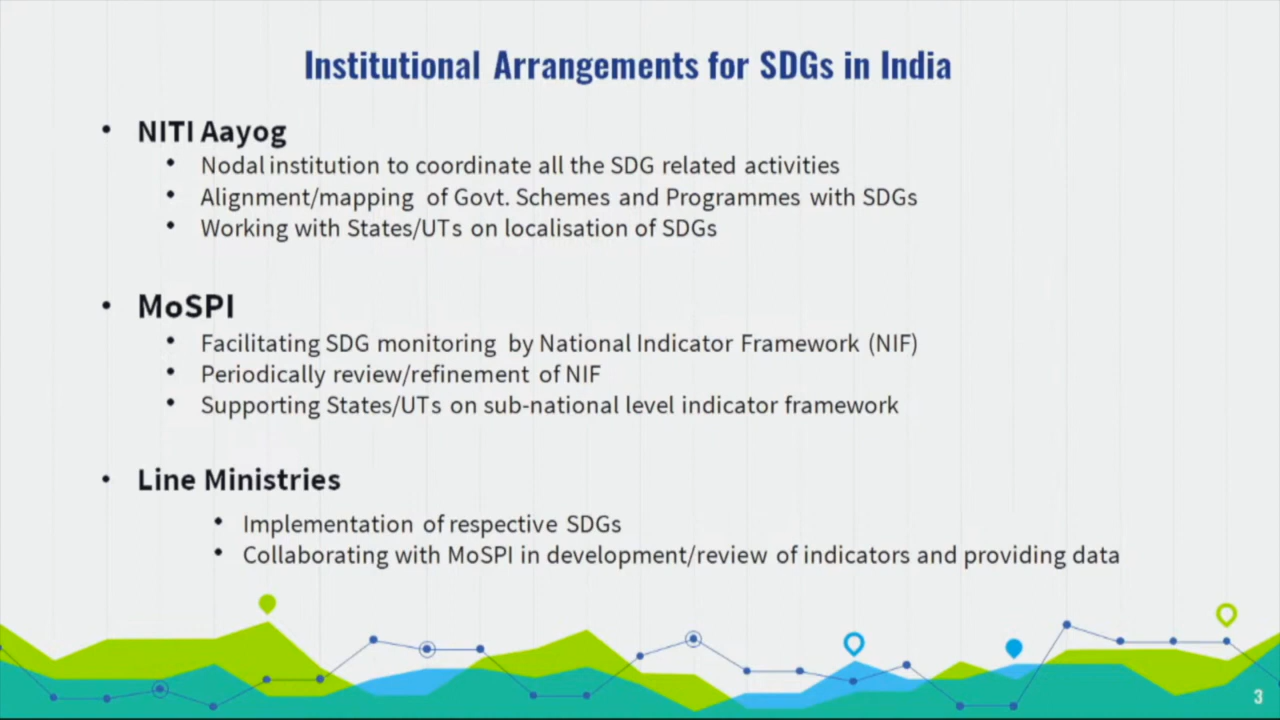 Institutional Arrangements for SDGs in India
• NITI Aayog
• Nodal institution to coordinate all the SDG related activities
• Alignment/mapping of Govt. Schemes and Programmes with SDGs
• Working with States/UTs on localisation of SDGs
• MoSPI
• Facilitating SDG monitoring by National Indicator Framework (NIF)
• Periodically review/refinement of NIF
• Supporting States/UTs on sub-national level indicator framework
• Line Ministries
• Implementation of respective SDGs
• Collaborating with MoSPI in development/review of indicators and providing data
3